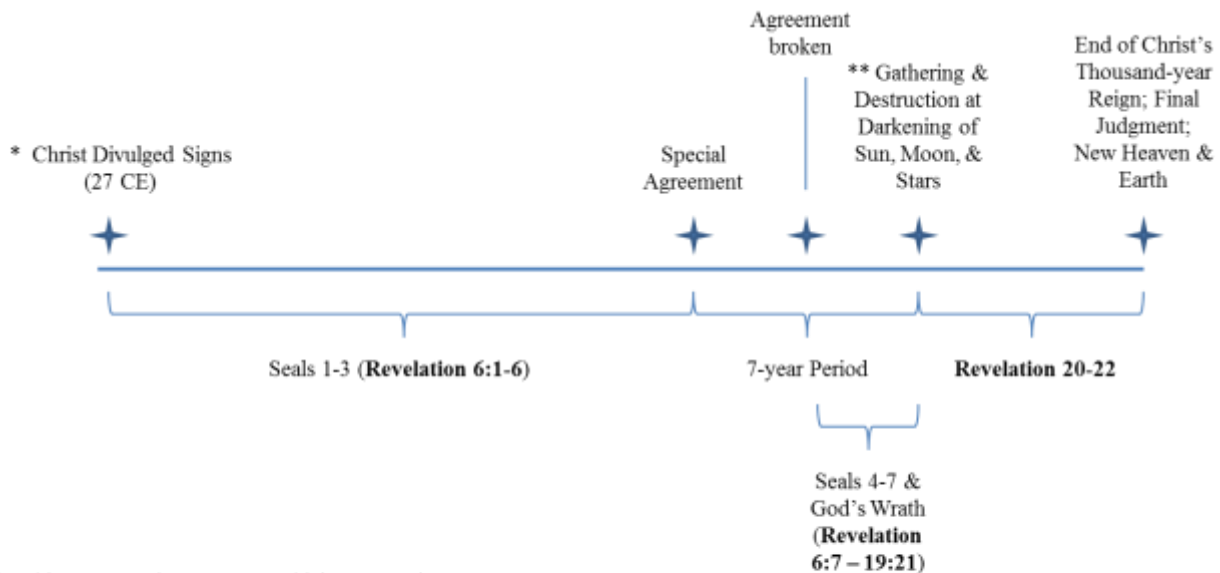 Agreement
broken
** Gathering &
Destruction at
Darkening of
Sun, Moon, &
Stars
End of Christ's
Thousand-year
Reign; Final
Judgment;
New Heaven &
Earth
* Christ Divulged Signs
(27 CE)
Special
Agreement
Seals 1-3 (Revelation 6:1-6)
7-year Period
Revelation 20-22
Seals 4-7 &
God's Wrath
(Revelation
6:7 – 19:21)